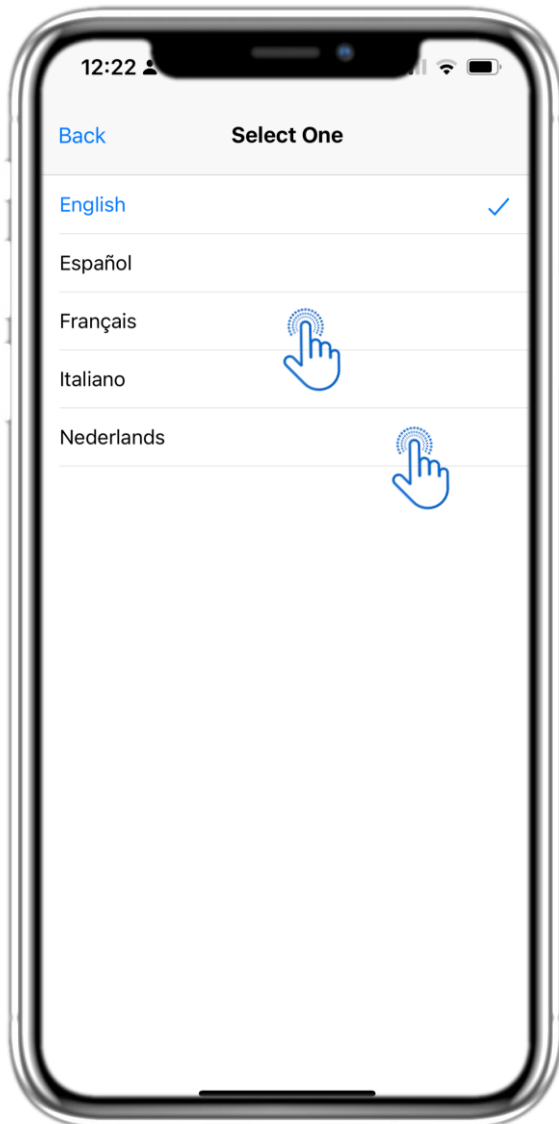 12:22
Back Select One
English
Español
Français
Italiano
Nederlands